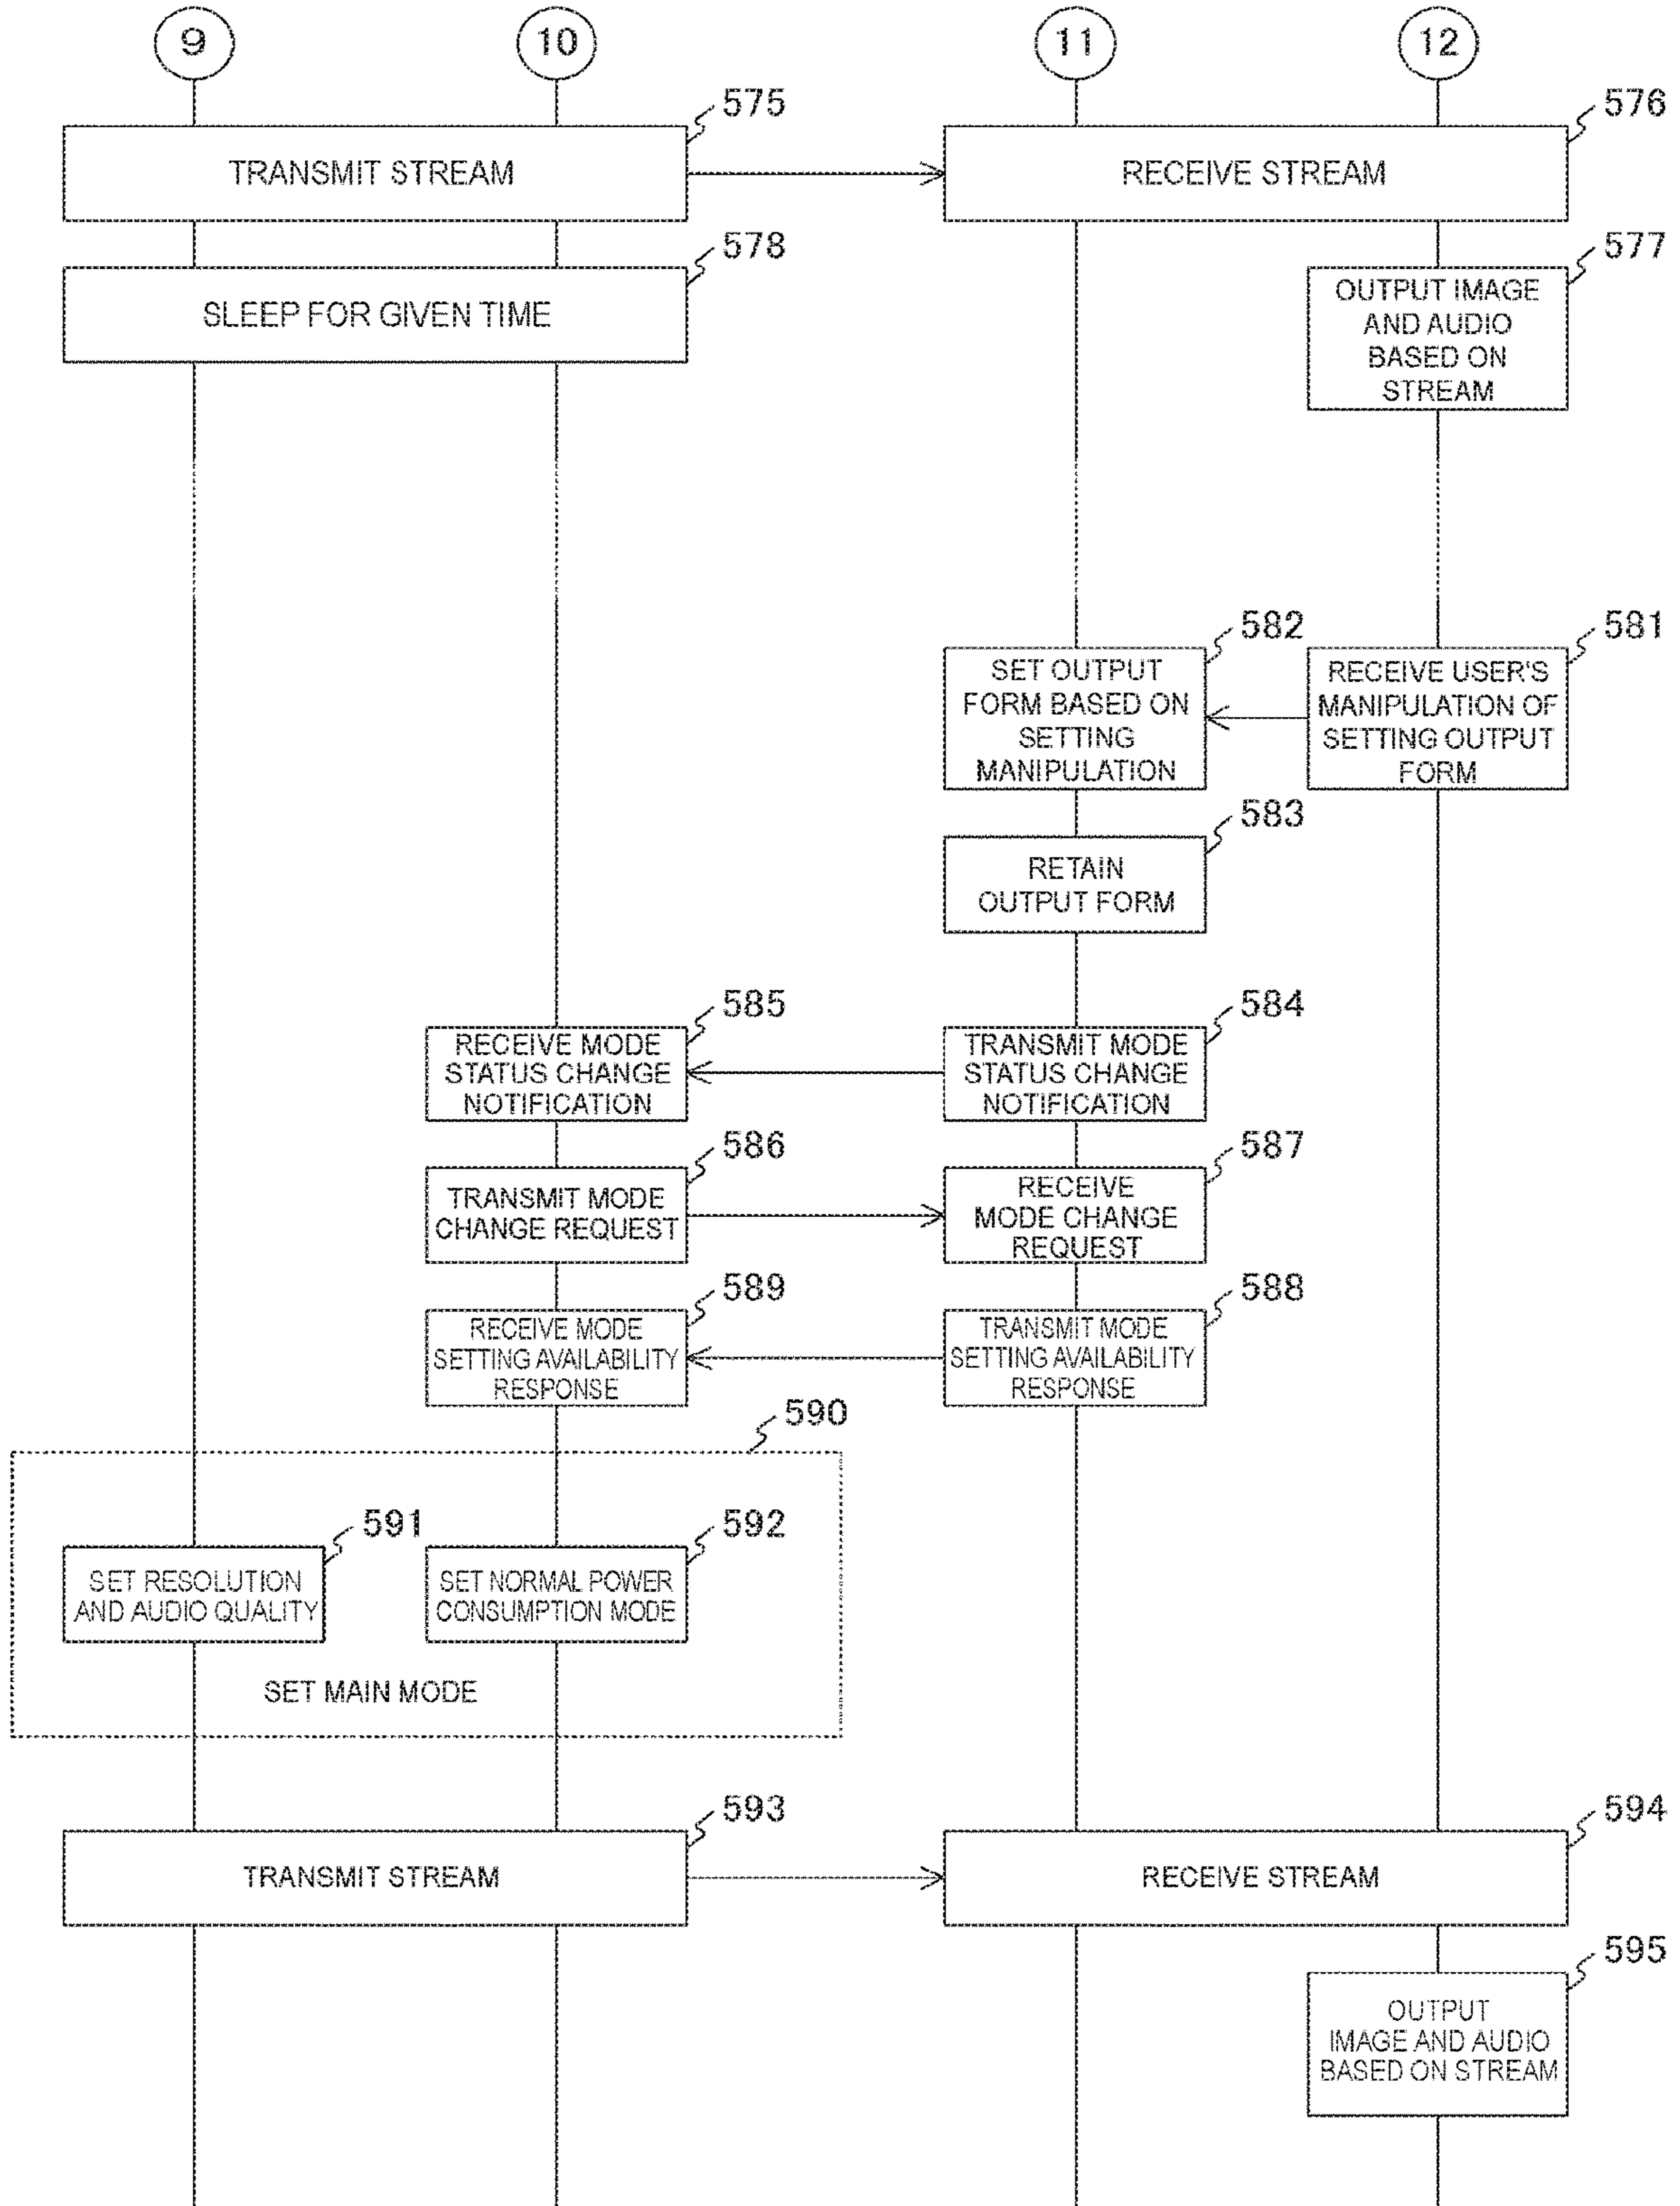 9
10
11
12
575
576
TRANSMIT STREAM
RECEIVE STREAM
578
577
SLEEP FOR GIVEN TIME
OUTPUT IMAGE
AND AUDIO
BASED ON
STREAM
582
581
SET OUTPUT
FORM BASED ON
SETTING
MANIPULATION
RECEIVE USER'S
MANIPULATION OF
SETTING OUTPUT
FORM
583
RETAIN
OUTPUT FORM
585
584
RECEIVE MODE
STATUS CHANGE
NOTIFICATION
TRANSMIT MODE
STATUS CHANGE
NOTIFICATION
586
587
TRANSMIT MODE
CHANGE REQUEST
RECEIVE
MODE CHANGE
REQUEST
589
588
RECEIVE MODE
SETTING AVAILABILITY
RESPONSE
TRANSMIT MODE
SETTING AVAILABILITY
RESPONSE
590
591
592
SET RESOLUTION
AND AUDIO QUALITY
SET NORMAL POWER
CONSUMPTION MODE
SET MAIN MODE
593
594
TRANSMIT STREAM
RECEIVE STREAM
595
OUTPUT
IMAGE AND AUDIO
BASED ON STREAM